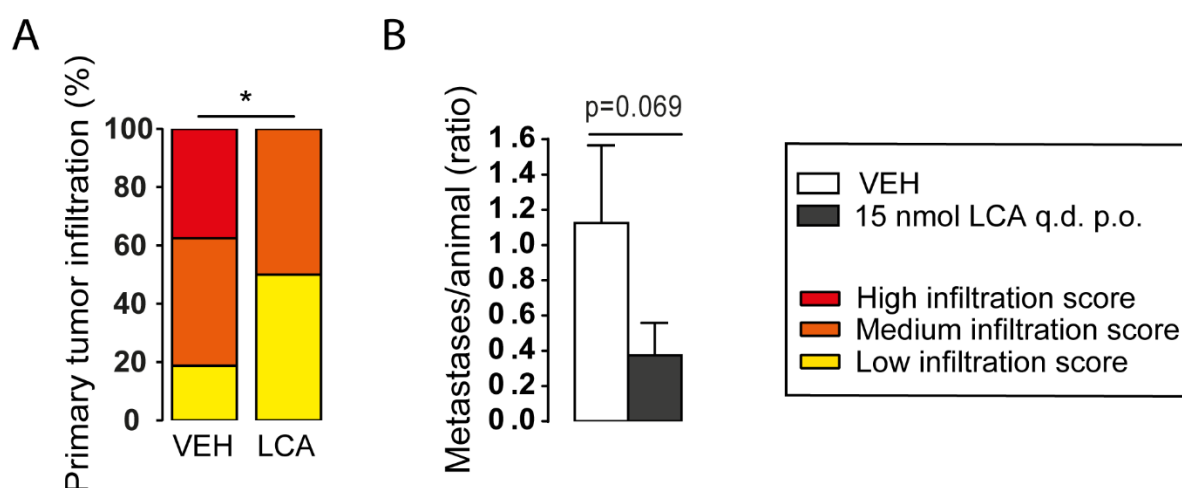 A
Primary tumor infiltration (%)
*
100
80
60
40
20
0
VEH LCA
B
Metastases/animal (ratio)
p=0.069
1.6
1.4
1.2
1.0
0.8
0.6
0.4
0.2
0.0
VEH
15 nmol LCA q.d. p.o.
High infiltration score
Medium infiltration score
Low infiltration score